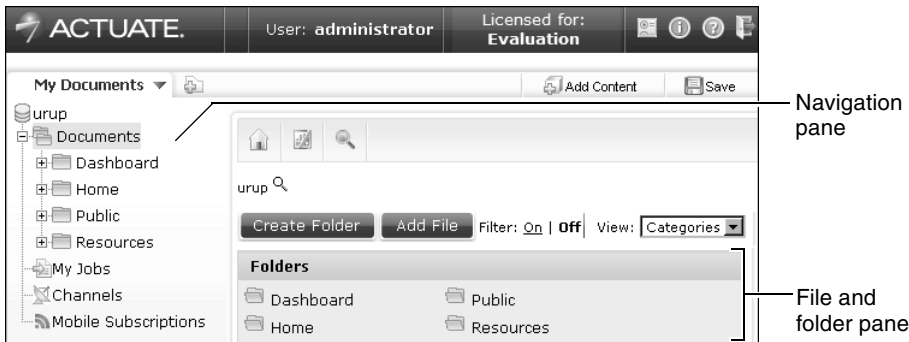 ACTUATE.
User: administrator
Licensed for:
Evaluation
My Documents
Add Content
Save
urup
Documents
Dashboard
Home
Public
Resources
My Jobs
Channels
Mobile Subscriptions
urup
Create Folder
Add File
Filter: On | Off
View: Categories
Folders
Dashboard
Public
Home
Resources
Navigation
pane
File and
folder pane